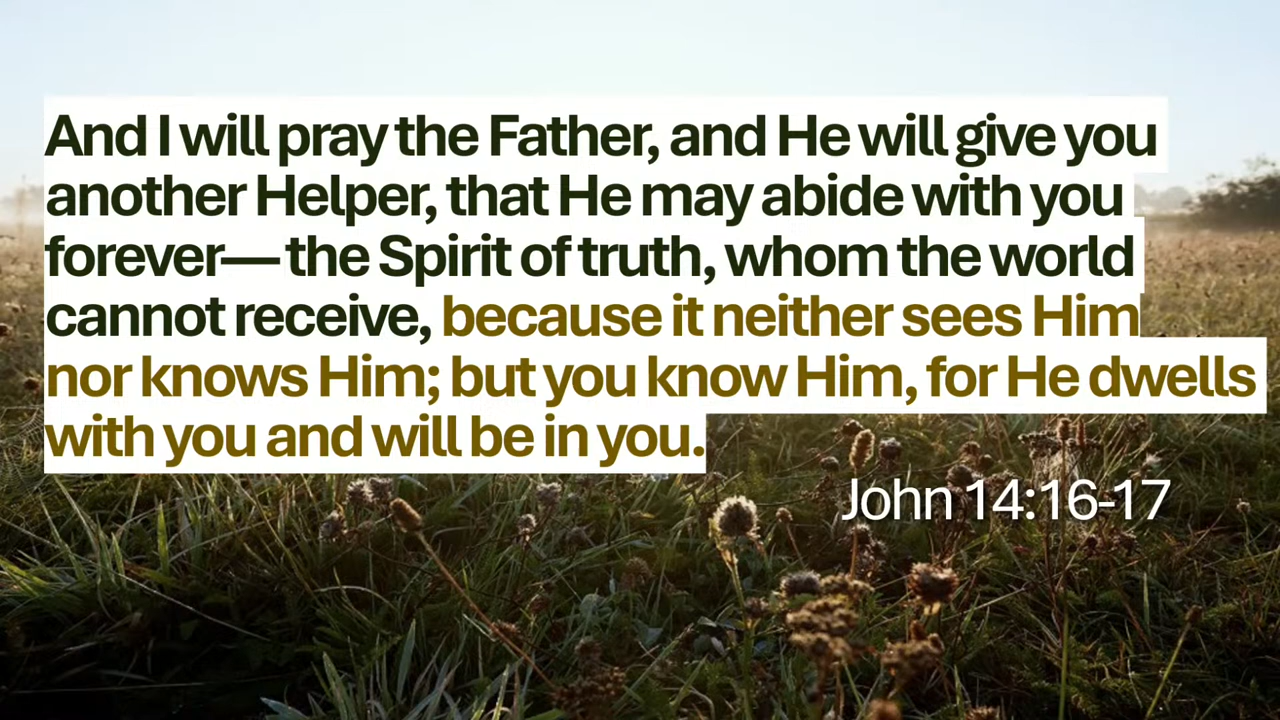 And I will pray the Father, and He will give you
another Helper, that He may abide with you
forever—the Spirit of truth, whom the world
cannot receive, because it neither sees Him
nor knows Him; but you know Him, for He dwells
with you and will be in you.
John 14:16-17